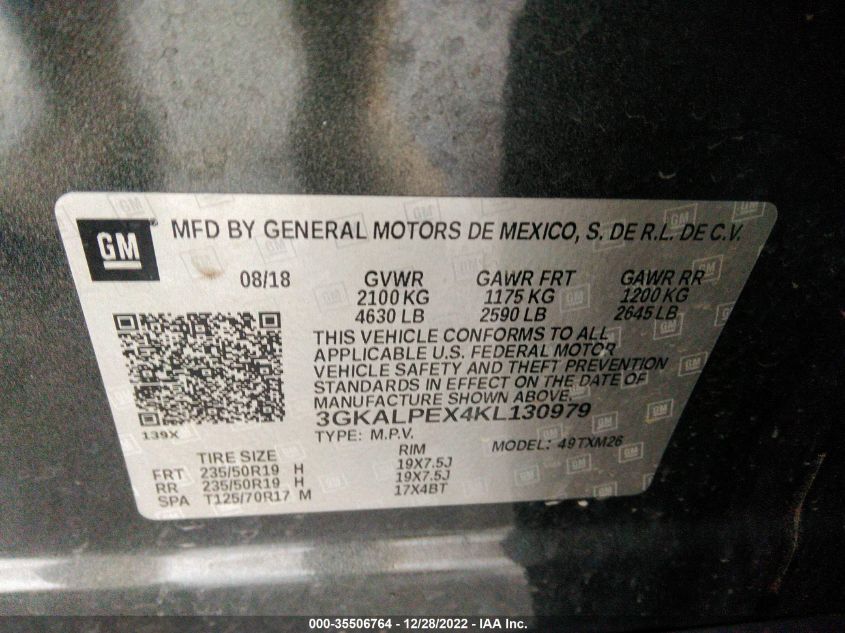 GM
MFD BY GENERAL MOTORS DE MEXICO, S. DE R.L. DE C.V.
08/18 GVWR GAWR FRT GAWR RR
2100 KG 1175 KG 1200 KG
4630 LB 2590 LB 2645 LB
THIS VEHICLE CONFORMS TO ALL
APPLICABLE U.S. FEDERAL MOTOR
VEHICLE SAFETY AND THEFT PREVENTION
STANDARDS IN EFFECT ON THE DATE OF
MANUFACTURE SHOWN ABOVE.
3GKALPEX4KL130979
139X
TYPE: M.P.V. MODEL: 49TXM26
TIRE SIZE RIM
FRT 235/50R19 H 19X7.5J
RR 235/50R19 H 19X7.5J
SPA T125/70R17 M 17X4BT
000-35506764 – 12/28/2022 – IAA Inc.